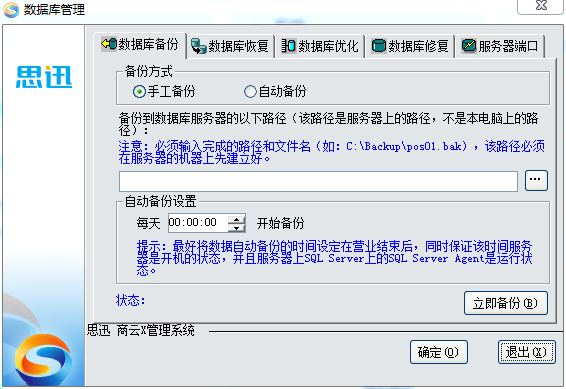 数据库管理
思迅
数据库备份 数据库恢复 数据库优化 数据库修复 服务器端口
备份方式
手工备份 自动备份
备份到数据库服务器的以下路径（该路径是服务器上的路径，不是本电脑上的路
径）：
注意：必须输入完成的路径和文件名（如：C:\Backup\pos01.bak），该路径必须
在服务器的机器上先建立好。
...
自动备份设置
每天 00:00:00 开始备份
提示：最好将数据自动备份的时间设定在营业结束后，同时保证该时间服务
器是开机的状态，并且服务器上SQL Server上的SQL Server Agent是运行状
态。
状态：
立即备份(B)
思迅 商云X管理系统
确定(O) 退出(X)